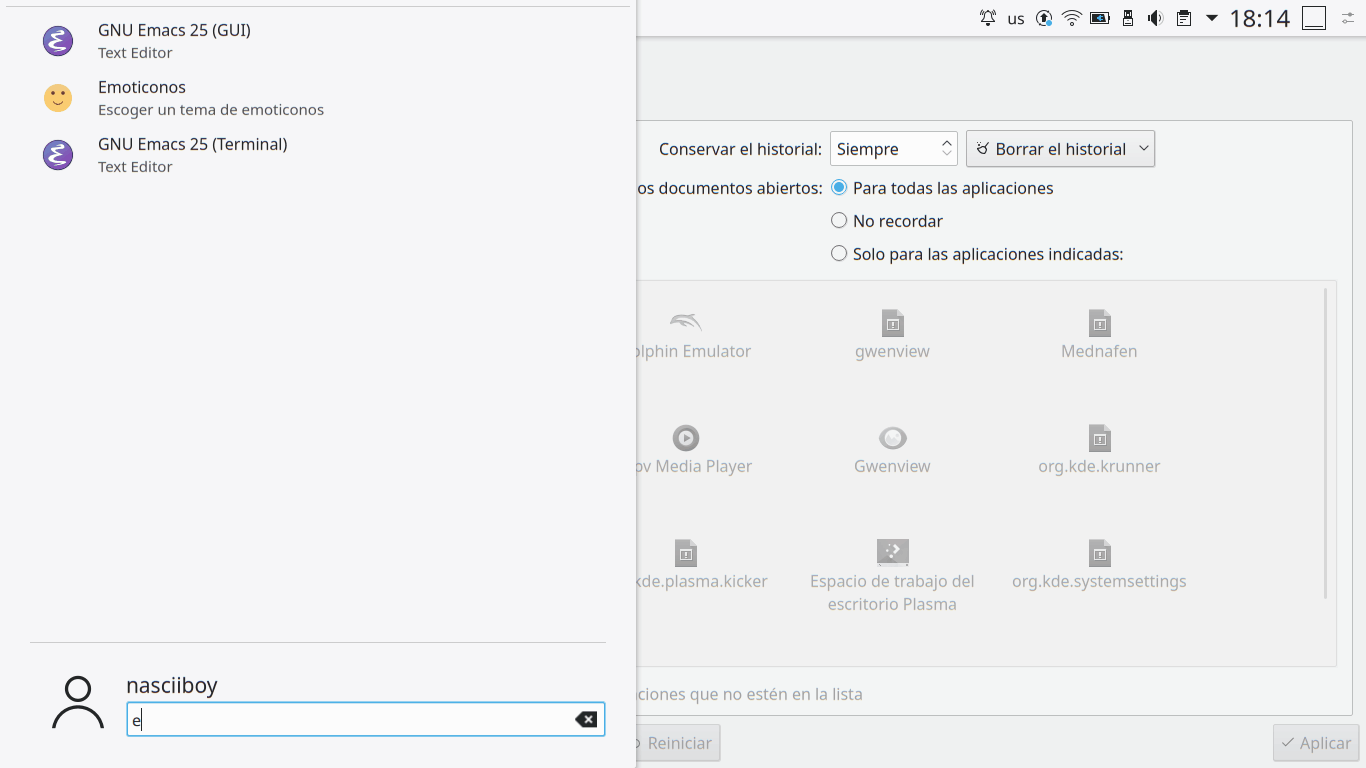 GNU Emacs 25 (GUI)
Text Editor
Emoticonos
Escoger un tema de emoticonos
GNU Emacs 25 (Terminal)
Text Editor
nasciiboy
e
us
18:14
Conservar el historial: Siempre Borrar el historial
os documentos abiertos: Para todas las aplicaciones
No recordar
Solo para las aplicaciones indicadas:
olphin Emulator gwenview Mednafen
pv Media Player Gwenview org.kde.krunner
kde.plasma.kicker Espacio de trabajo del org.kde.systemsettings
escritorio Plasma
ciones que no estén en la lista
Reiniciar Aplicar